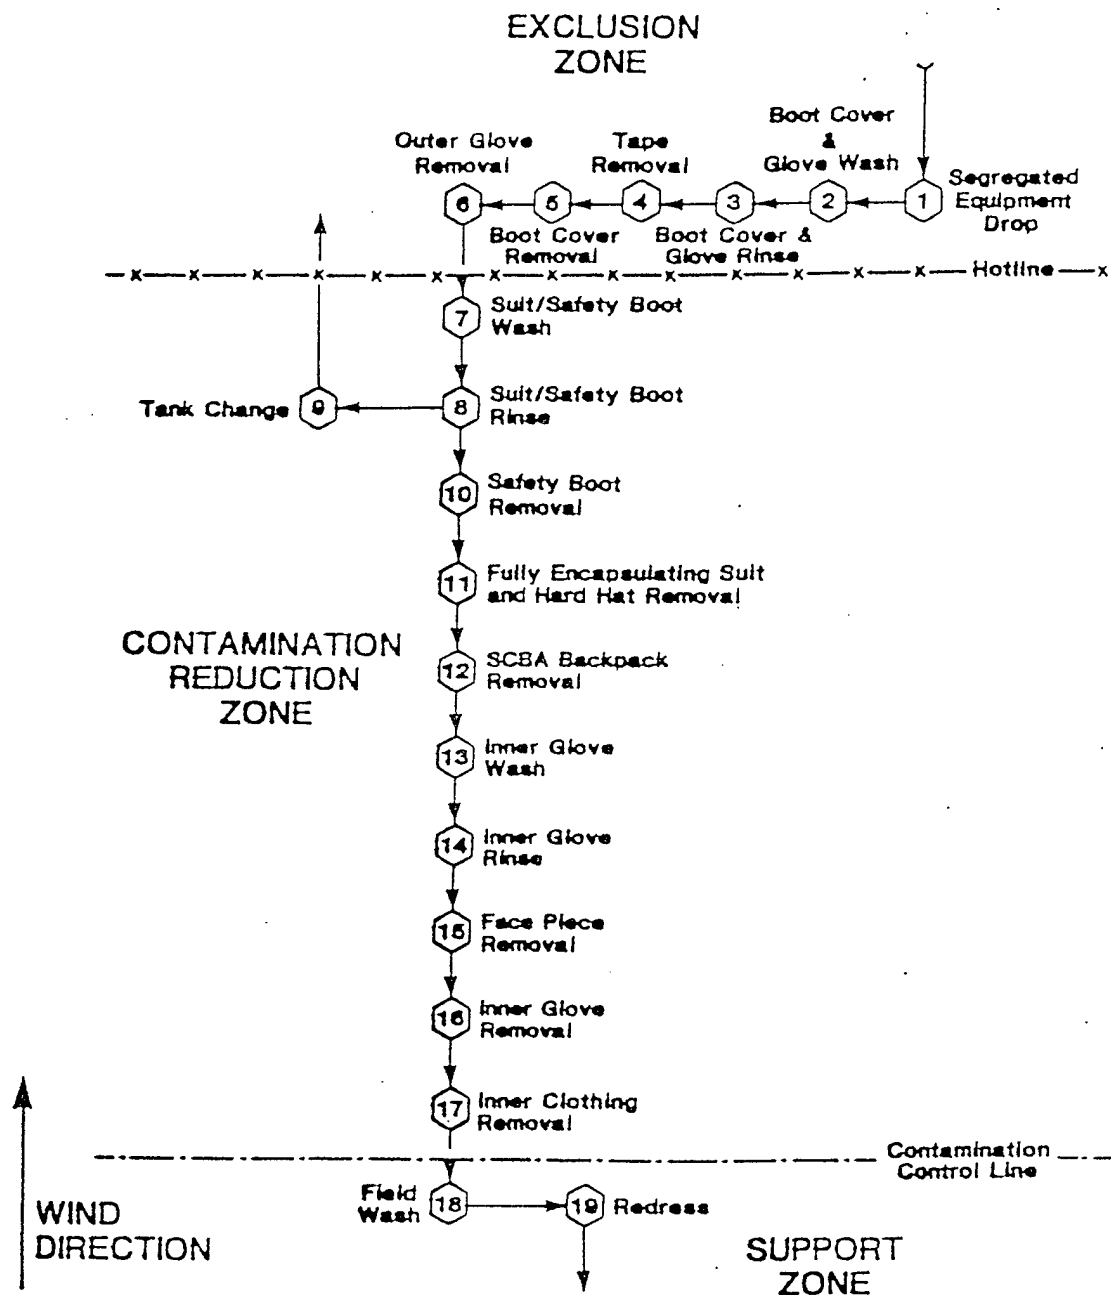 EXCLUSION
ZONE
Boot Cover
&
Glove Wash
Outer Glove
Removal
Tape
Removal
Segregated
Equipment
Drop
6
5
4
3
2
1
Boot Cover
Removal
Boot Cover &
Glove Rinse
x x x x x x x x x x x x x x Hotline x
7
Suit/Safety Boot
Wash
Tank Change
9
8
Suit/Safety Boot
Rinse
10
Safety Boot
Removal
11
Fully Encapsulating Suit
and Hard Hat Removal
CONTAMINATION
REDUCTION
ZONE
12
SCBA Backpack
Removal
13
Inner Glove
Wash
14
Inner Glove
Rinse
15
Face Piece
Removal
16
Inner Glove
Removal
17
Inner Clothing
Removal
Contamination
Control Line
Field
Wash
18
19
Redress
WIND
DIRECTION
SUPPORT
ZONE